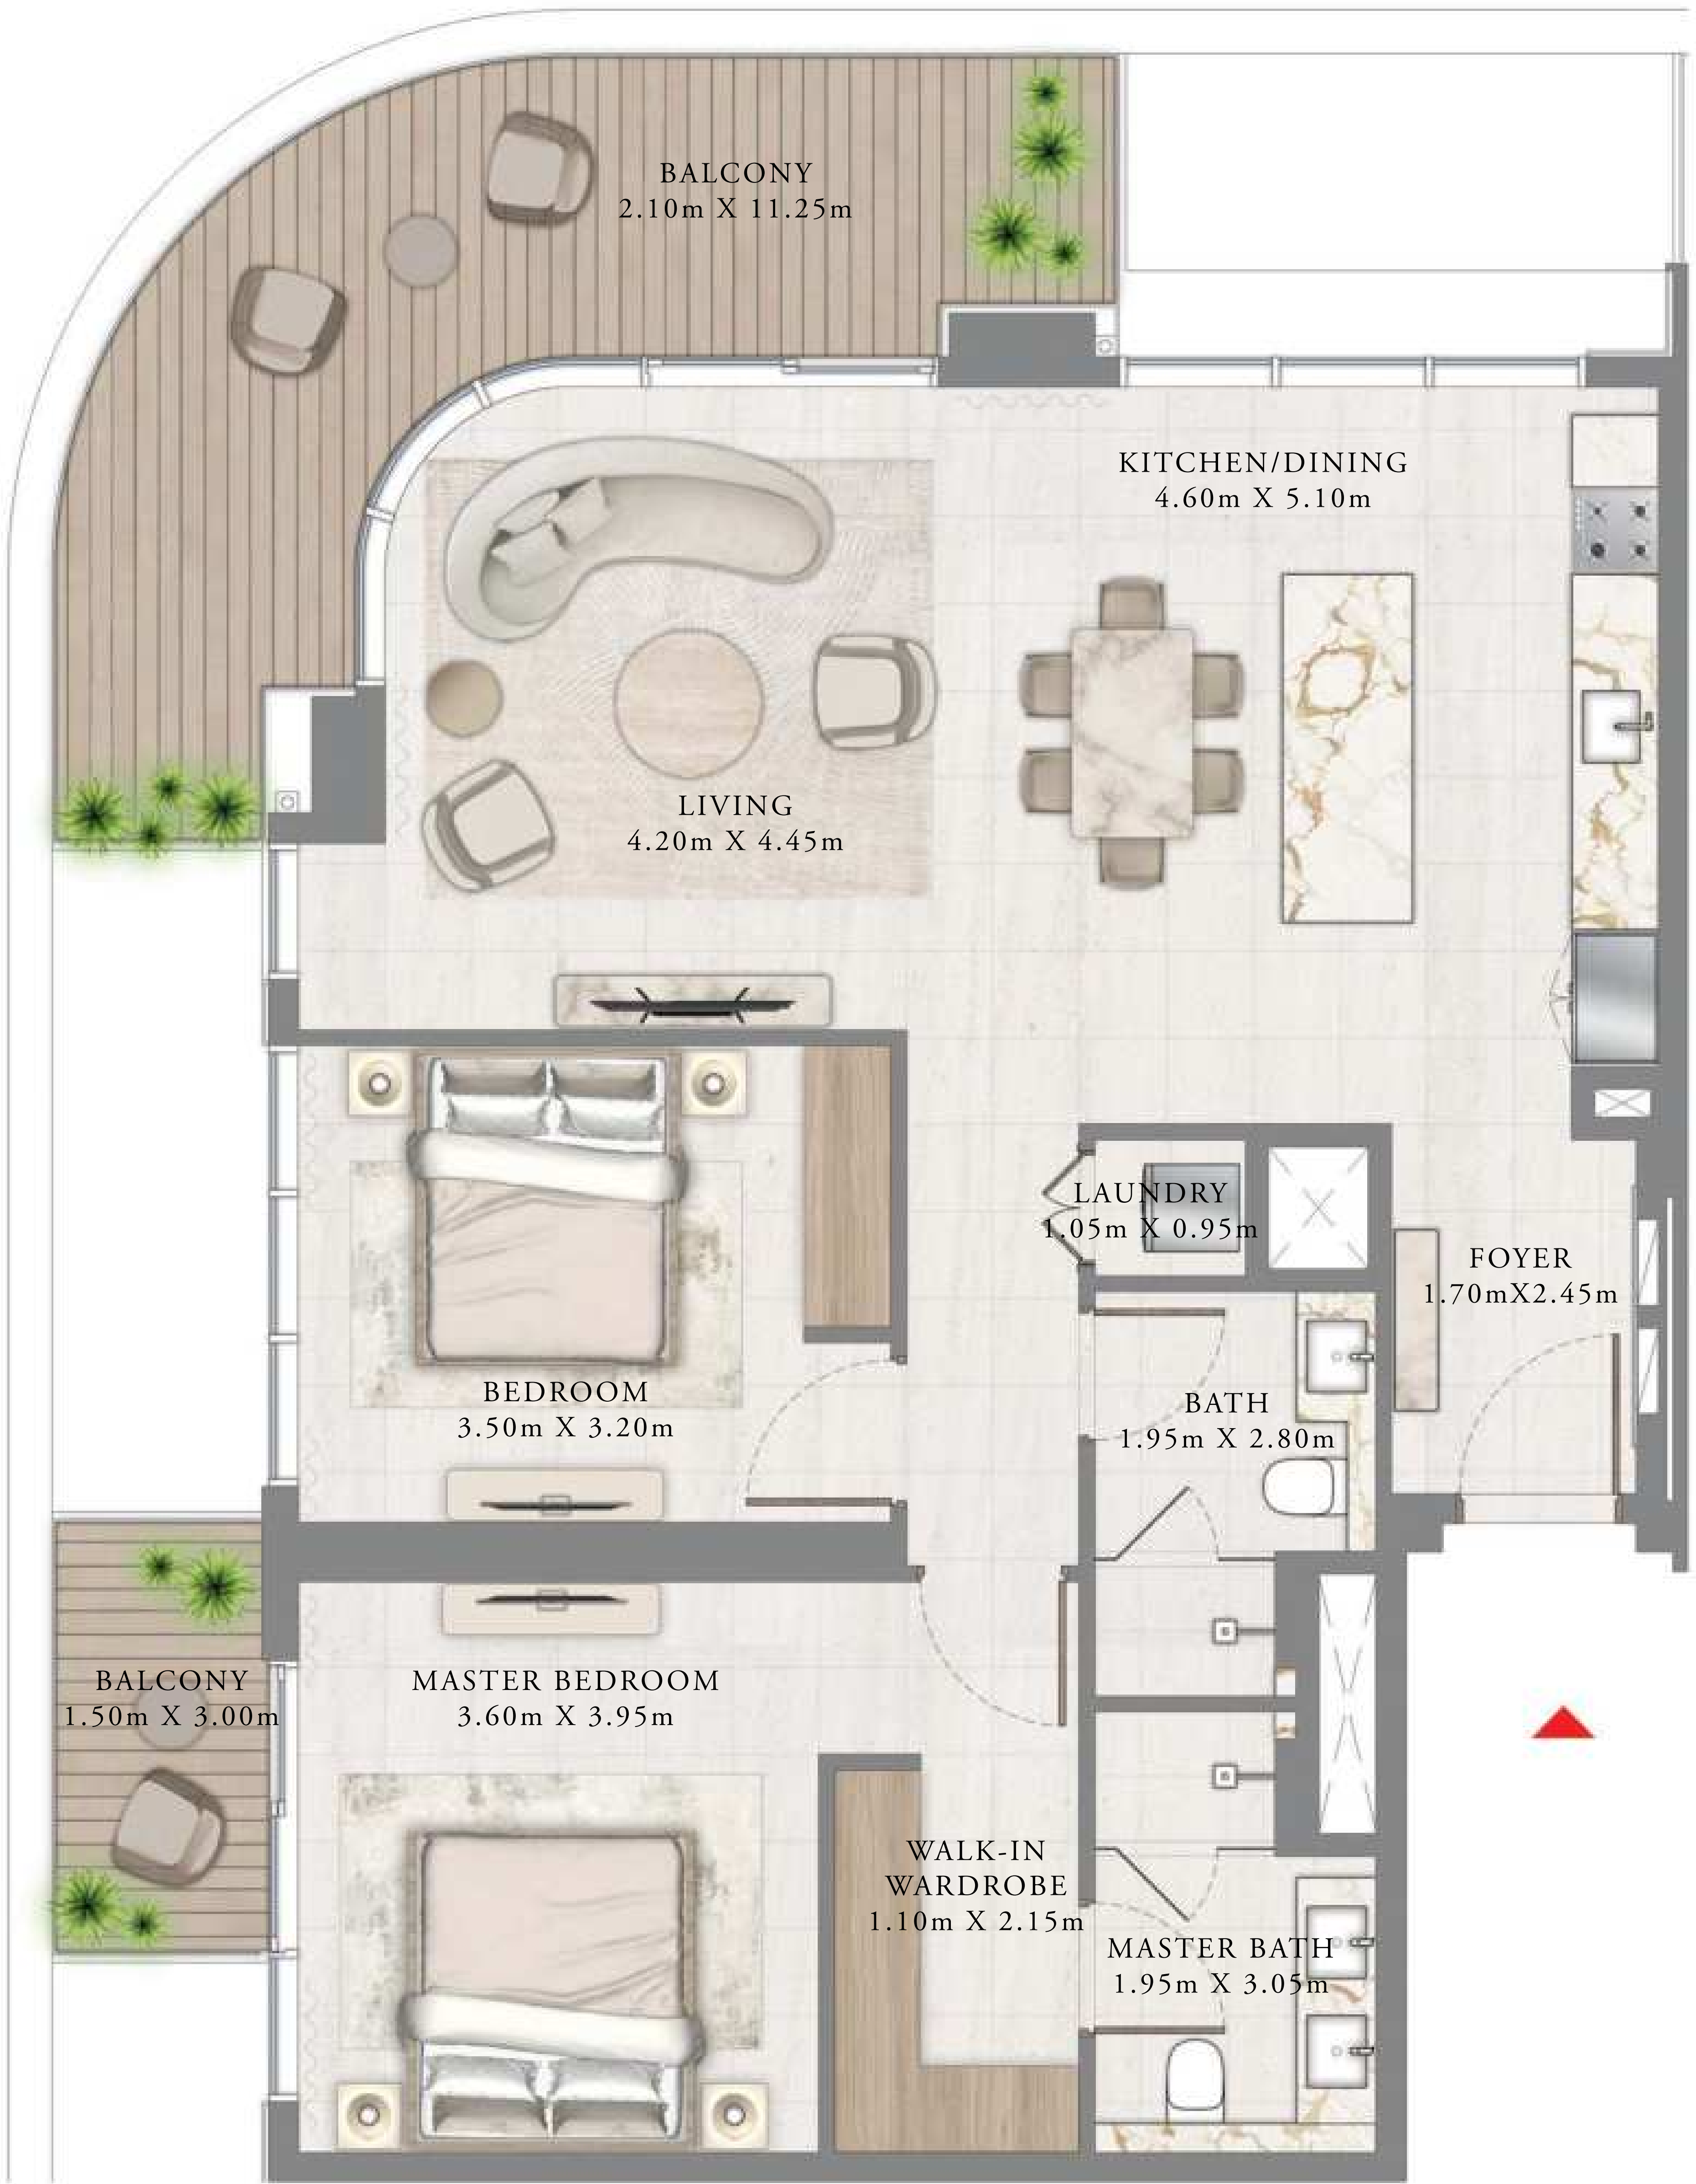 BALCONY
2.10m X 11.25m
KITCHEN/DINING
4.60m X 5.10m
LIVING
4.20m X 4.45m
LAUNDRY
1.05m X 0.95m
FOYER
1.70mX2.45m
BEDROOM
3.50m X 3.20m
BATH
1.95m X 2.80m
BALCONY
1.50m X 3.00m
MASTER BEDROOM
3.60m X 3.95m
WALK-IN
WARDROBE
1.10m X 2.15m
MASTER BATH
1.95m X 3.05m